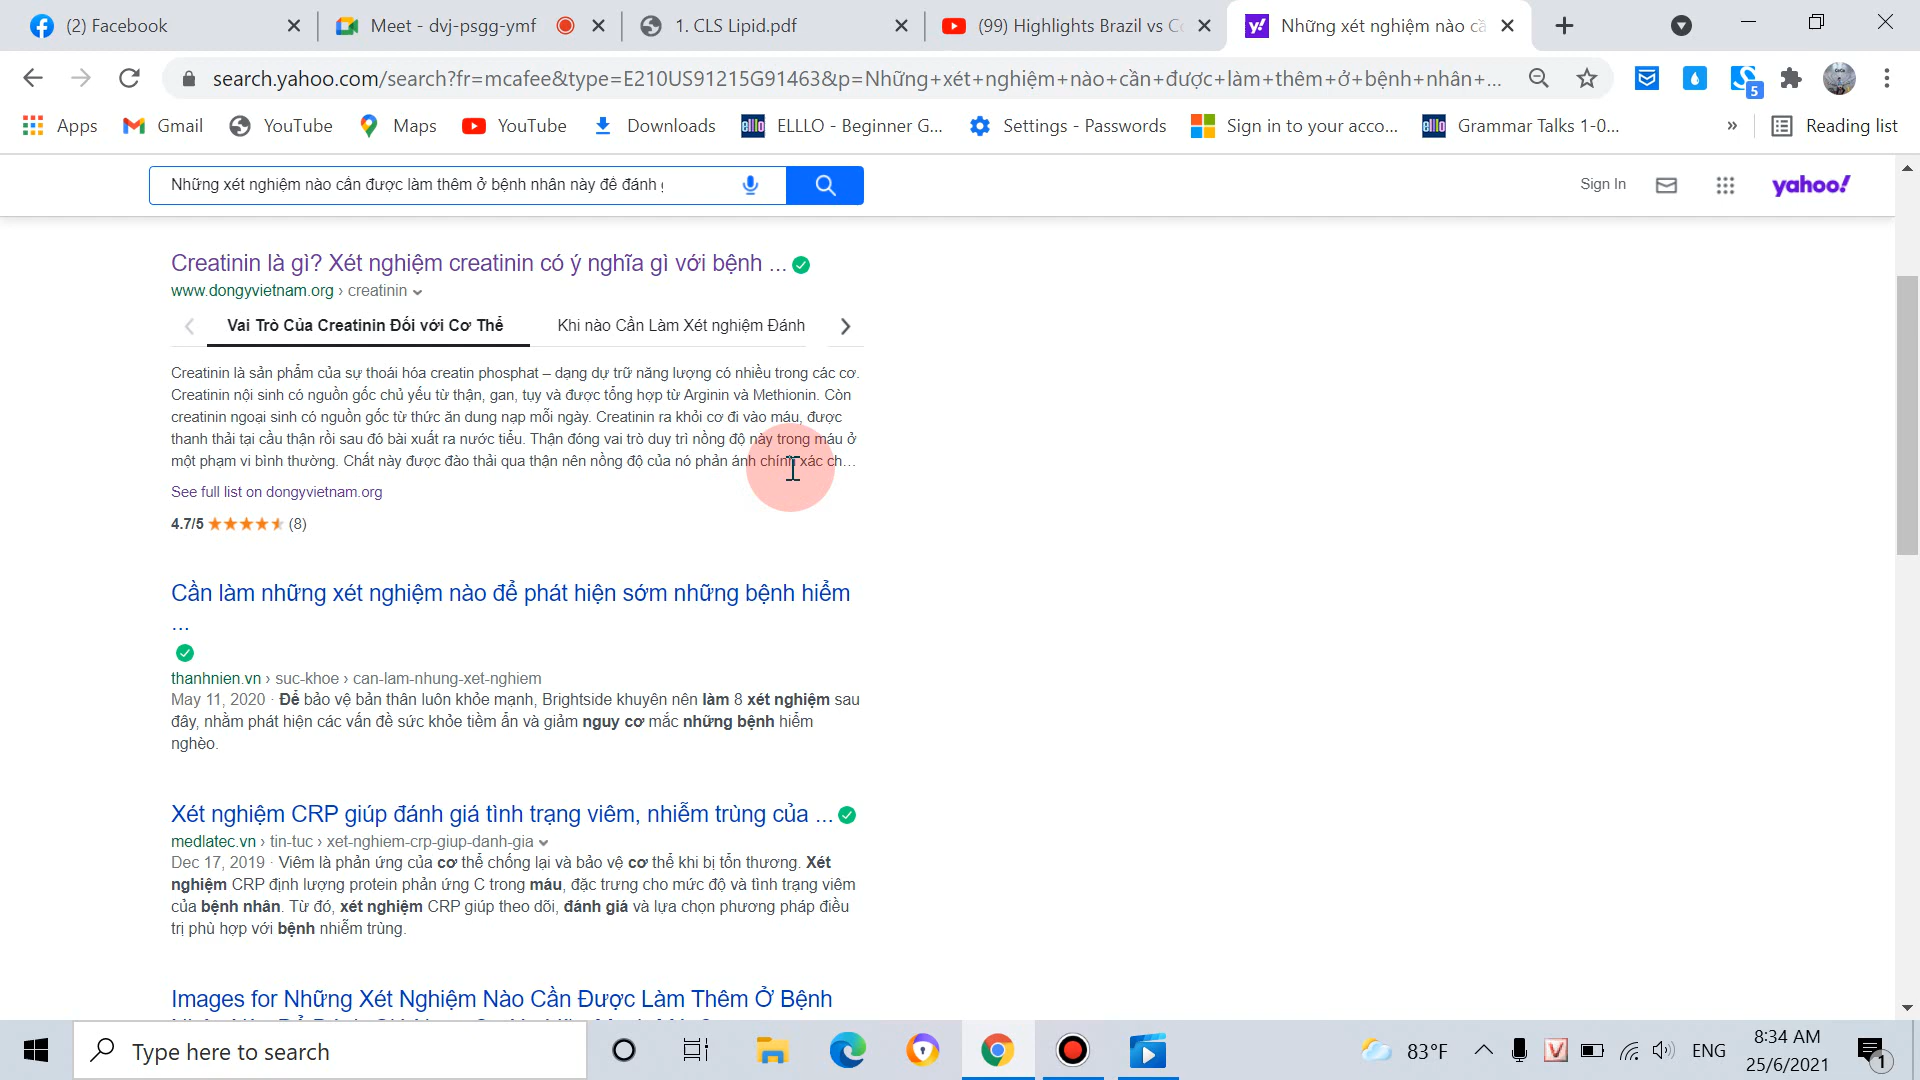 (2) Facebook
Meet - dvj-psgg-ymf
1. CLS Lipid.pdf
(99) Highlights Brazil vs Co
Những xét nghiệm nào cầ
search.yahoo.com/search?fr=mcafee&type=E210US91215G91463&p=Những+xét+nghiệm+nào+cần+được+làm+thêm+ở+bệnh+nhân+...
5
Apps
Gmail
YouTube
Maps
YouTube
Downloads
elllo
ELLLO - Beginner G...
Settings - Passwords
Sign in to your acco...
elllo
Grammar Talks 1-0...
»
Reading list
Những xét nghiệm nào cần được làm thêm ở bệnh nhân này để đánh g
Sign In
yahoo!
Creatinin là gì? Xét nghiệm creatinin có ý nghĩa gì với bệnh ...
www.dongyvietnam.org › creatinin
Vai Trò Của Creatinin Đối với Cơ Thể
Khi nào Cần Làm Xét nghiệm Đánh
Creatinin là sản phẩm của sự thoái hóa creatin phosphat – dạng dự trữ năng lượng có nhiều trong các cơ.
Creatinin nội sinh có nguồn gốc chủ yếu từ thận, gan, tụy và được tổng hợp từ Arginin và Methionin. Còn
creatinin ngoại sinh có nguồn gốc từ thức ăn dung nạp mỗi ngày. Creatinin ra khỏi cơ đi vào máu, được
thanh thải tại cầu thận rồi sau đó bài xuất ra nước tiểu. Thận đóng vai trò duy trì nồng độ này trong máu ở
một phạm vi bình thường. Chất này được đào thải qua thận nên nồng độ của nó phản ánh chính xác ch...
See full list on dongyvietnam.org
4.7/5 (8)
Cần làm những xét nghiệm nào để phát hiện sớm những bệnh hiểm
...
thanhnien.vn › suc-khoe › can-lam-nhung-xet-nghiem
May 11, 2020 · Để bảo vệ bản thân luôn khỏe mạnh, Brightside khuyên nên làm 8 xét nghiệm sau
đây, nhằm phát hiện các vấn đề sức khỏe tiềm ẩn và giảm nguy cơ mắc những bệnh hiểm
nghèo.
Xét nghiệm CRP giúp đánh giá tình trạng viêm, nhiễm trùng của ...
medlatec.vn › tin-tuc › xet-nghiem-crp-giup-danh-gia
Dec 17, 2019 · Viêm là phản ứng của cơ thể chống lại và bảo vệ cơ thể khi bị tổn thương. Xét
nghiệm CRP định lượng protein phản ứng C trong máu, đặc trưng cho mức độ và tình trạng viêm
của bệnh nhân. Từ đó, xét nghiệm CRP giúp theo dõi, đánh giá và lựa chọn phương pháp điều
trị phù hợp với bệnh nhiễm trùng.
Images for Những Xét Nghiệm Nào Cần Được Làm Thêm Ở Bệnh
Type here to search
83°F
ENG
8:34 AM
25/6/2021
1